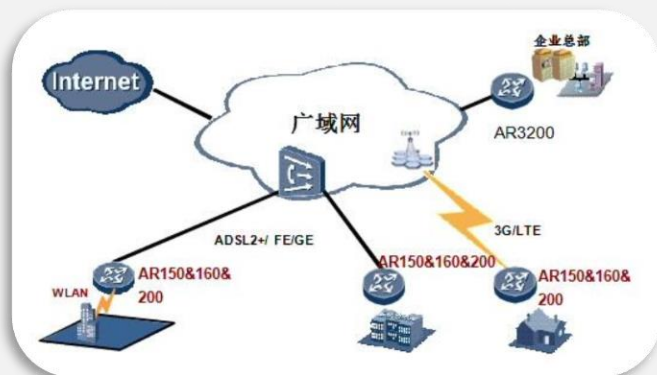 企业总部
Internet
广域网
AR3200
3G/LTE
ADSL2+/ FE/GE
AR150&160&
200
AR150&160&200
AR150&160&
200
WLAN